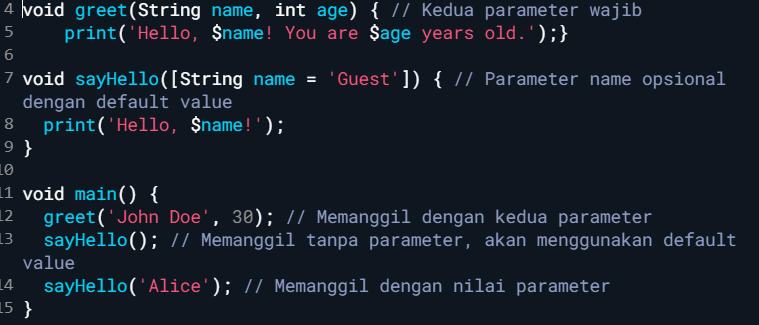 4 void greet(String name, int age) { // Kedua parameter wajib
5     print('Hello, $name! You are $age years old.');}
6
7 void sayHello([String name = 'Guest']) { // Parameter name opsional
dengan default value
8   print('Hello, $name!');
9 }
10
11 void main() {
12   greet('John Doe', 30); // Memanggil dengan kedua parameter
13   sayHello(); // Memanggil tanpa parameter, akan menggunakan default
value
14   sayHello('Alice'); // Memanggil dengan nilai parameter
15 }